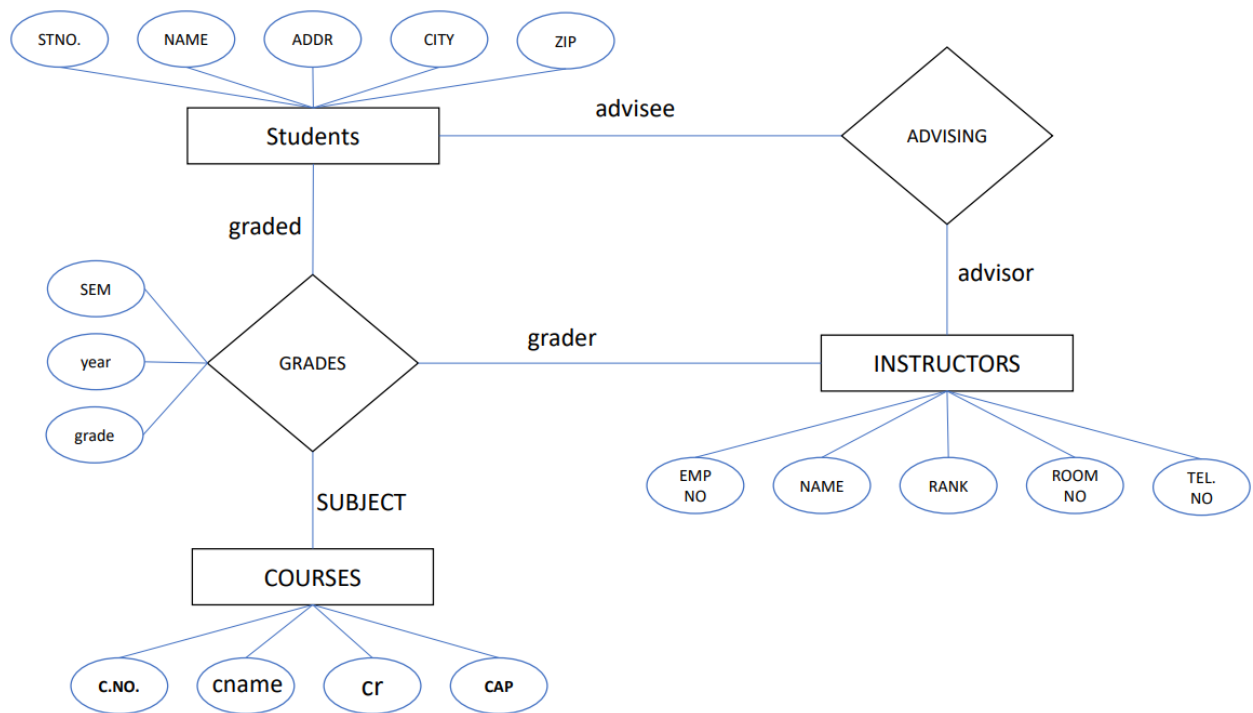 STNO.
NAME
ADDR
CITY
ZIP
Students
advisee
ADVISING
graded
advisor
SEM
year
grade
GRADES
grader
INSTRUCTORS
EMP
NO
NAME
RANK
ROOM
NO
TEL.
NO
SUBJECT
COURSES
C.NO.
cname
cr
CAP